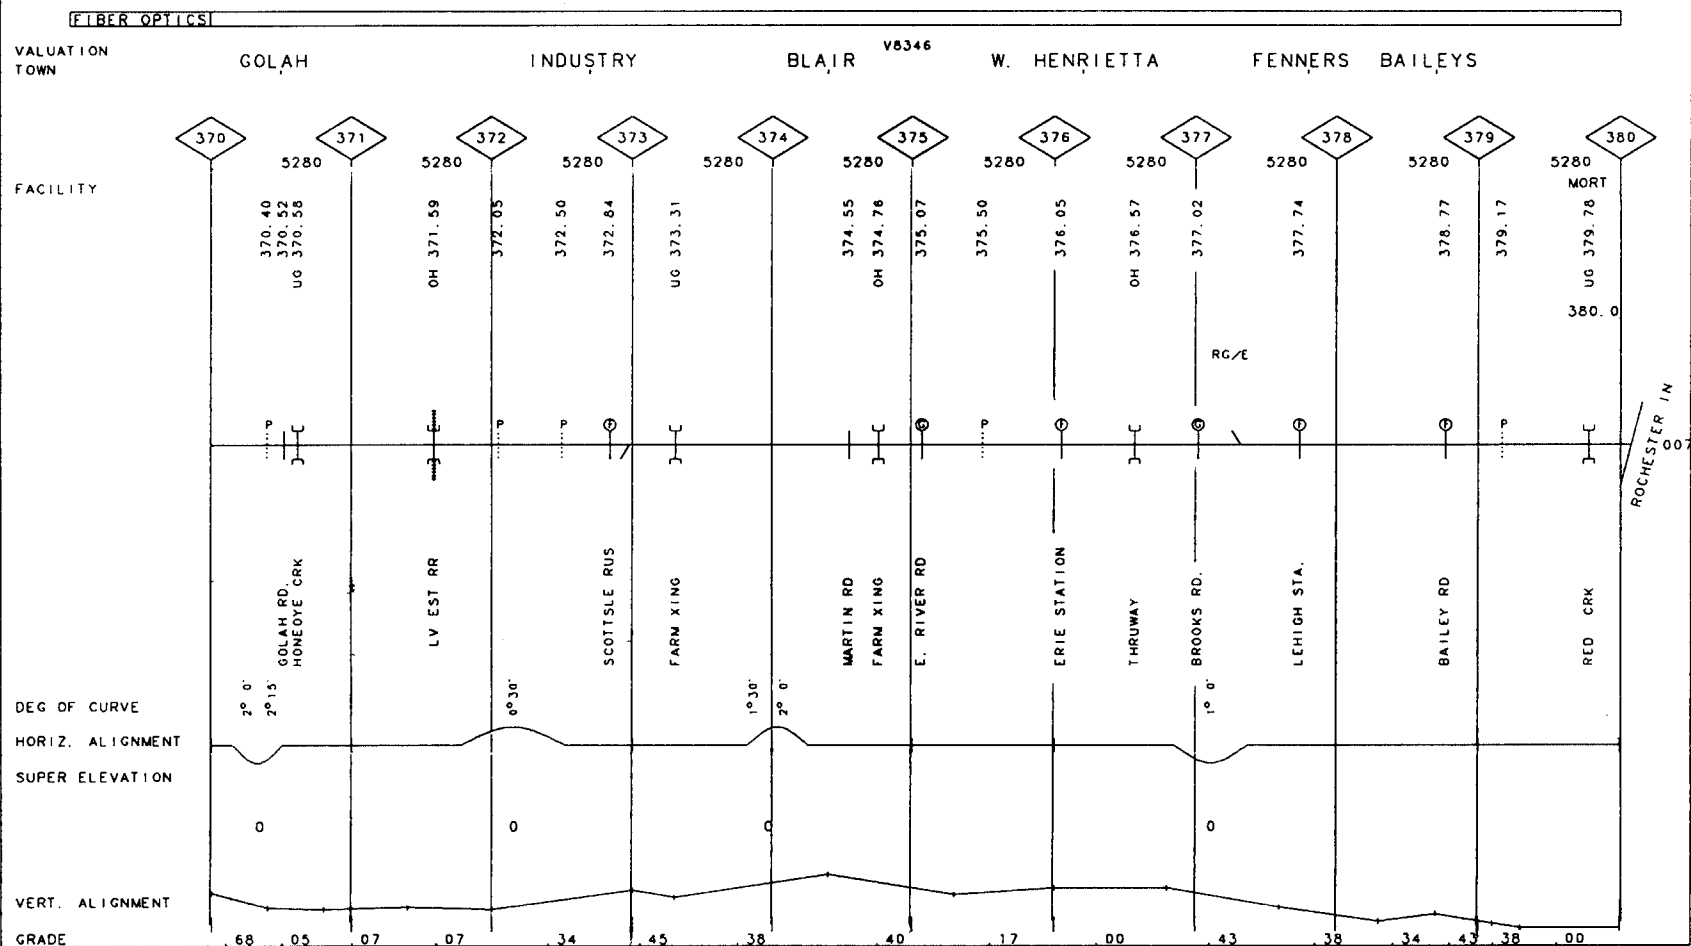 FIBER OPTICS
VALUATION V8346
TOWN GOLAH INDUSTRY BLAIR W. HENRIETTA FENNERS BAILEYS
370 371 372 373 374 375 376 377 378 379 380
5280 5280 5280 5280 5280 5280 5280 5280 5280 5280
FACILITY MORT
370.40
370.52
UG 370.58
OH 371.59
372.05
372.50
372.84
UG 373.31
374.55
OH 374.76
375.07
375.50
376.05
OH 376.57
377.02
377.74
378.77
379.17
UG 379.78
380.0
RG/E
P P P F G P F G F F P
ROCHESTER IN
007
GOLAH RD.
HONEOYE CRK
LV EST RR
SCOTTSLE RUS
FARM XING
MARTIN RD
FARM XING
E. RIVER RD
ERIE STATION
THRUWAY
BROOKS RD.
LEHIGH STA.
BAILEY RD
RED CRK
DEG OF CURVE 2° 0' 2°15' 0°30' 1°30' 2° 0' 1° 0'
HORIZ. ALIGNMENT
SUPER ELEVATION
0 0 0 0
VERT. ALIGNMENT
GRADE .68 .05 .07 .07 .34 .45 .38 .40 .17 .00 .43 .38 .34 .43 .38 .00